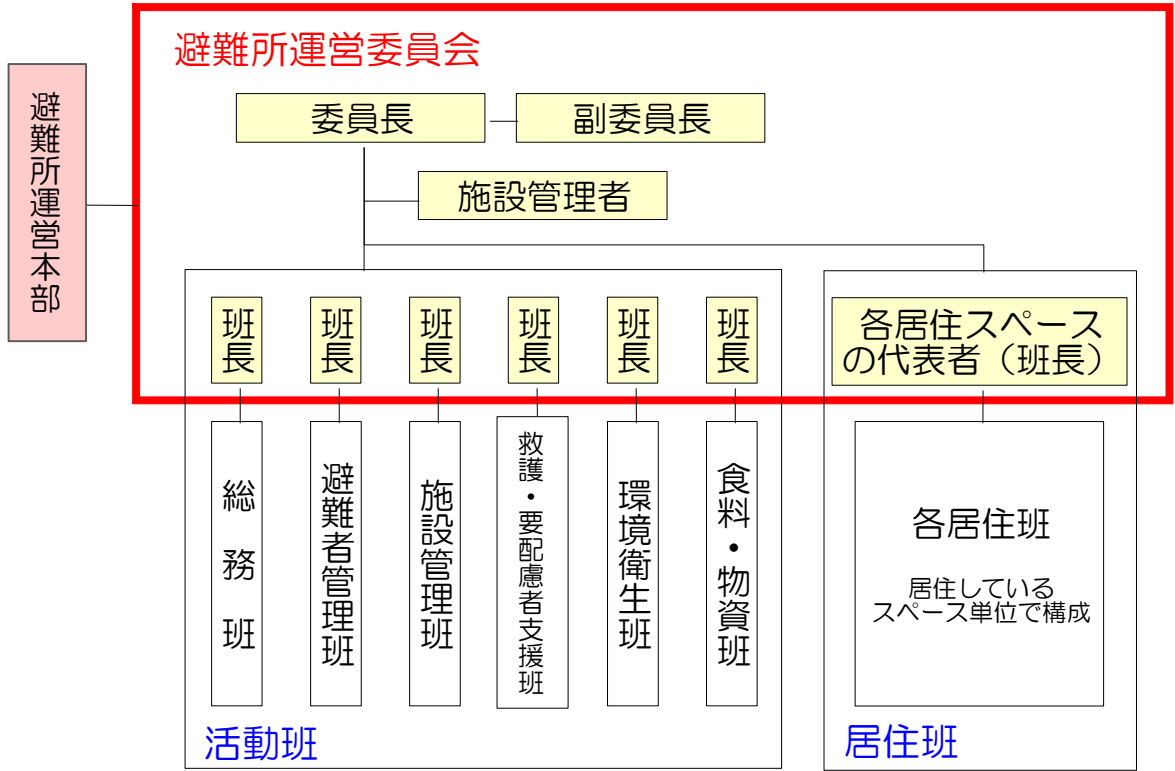 避難所運営委員会
避難所運営本部
委員長
副委員長
施設管理者
班長
班長
班長
班長
班長
班長
各居住スペース
の代表者（班長）
総務班
避難者管理班
施設管理班
救護・要配慮者支援班
環境衛生班
食料・物資班
各居住班
居住している
スペース単位で構成
活動班
居住班